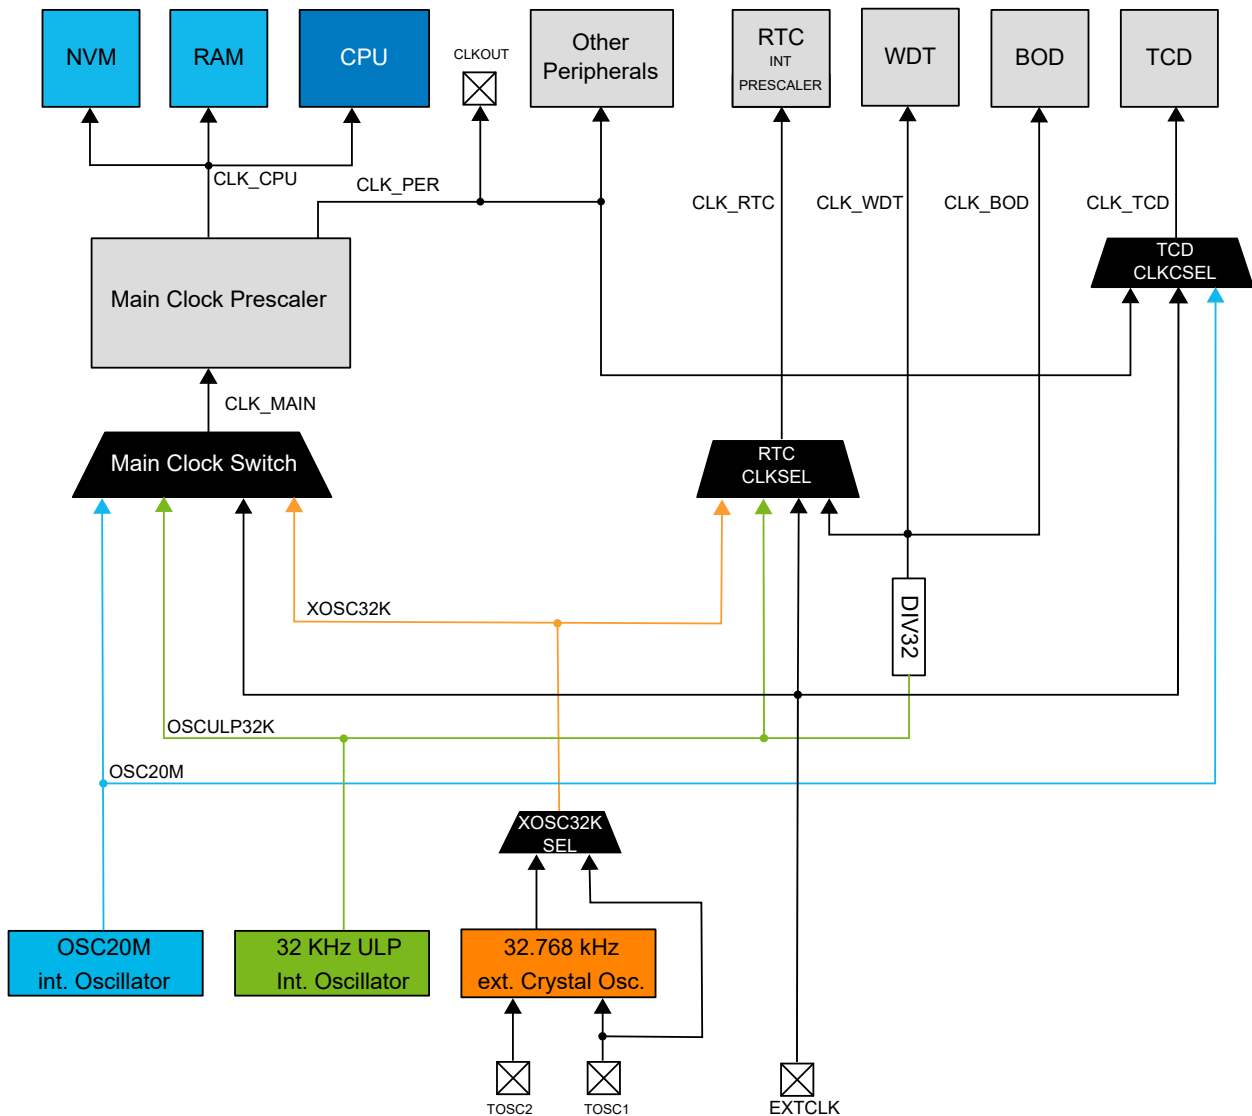 NVM
RAM
CPU
CLKOUT
Other
Peripherals
RTC
INT
PRESCALER
WDT
BOD
TCD
CLK_CPU
CLK_PER
CLK_RTC
CLK_WDT
CLK_BOD
CLK_TCD
TCD
CLKCSEL
Main Clock Prescaler
CLK_MAIN
Main Clock Switch
RTC
CLKSEL
XOSC32K
DIV32
OSCULP32K
OSC20M
XOSC32K
SEL
OSC20M
int. Oscillator
32 KHz ULP
Int. Oscillator
32.768 kHz
ext. Crystal Osc.
TOSC2
TOSC1
EXTCLK